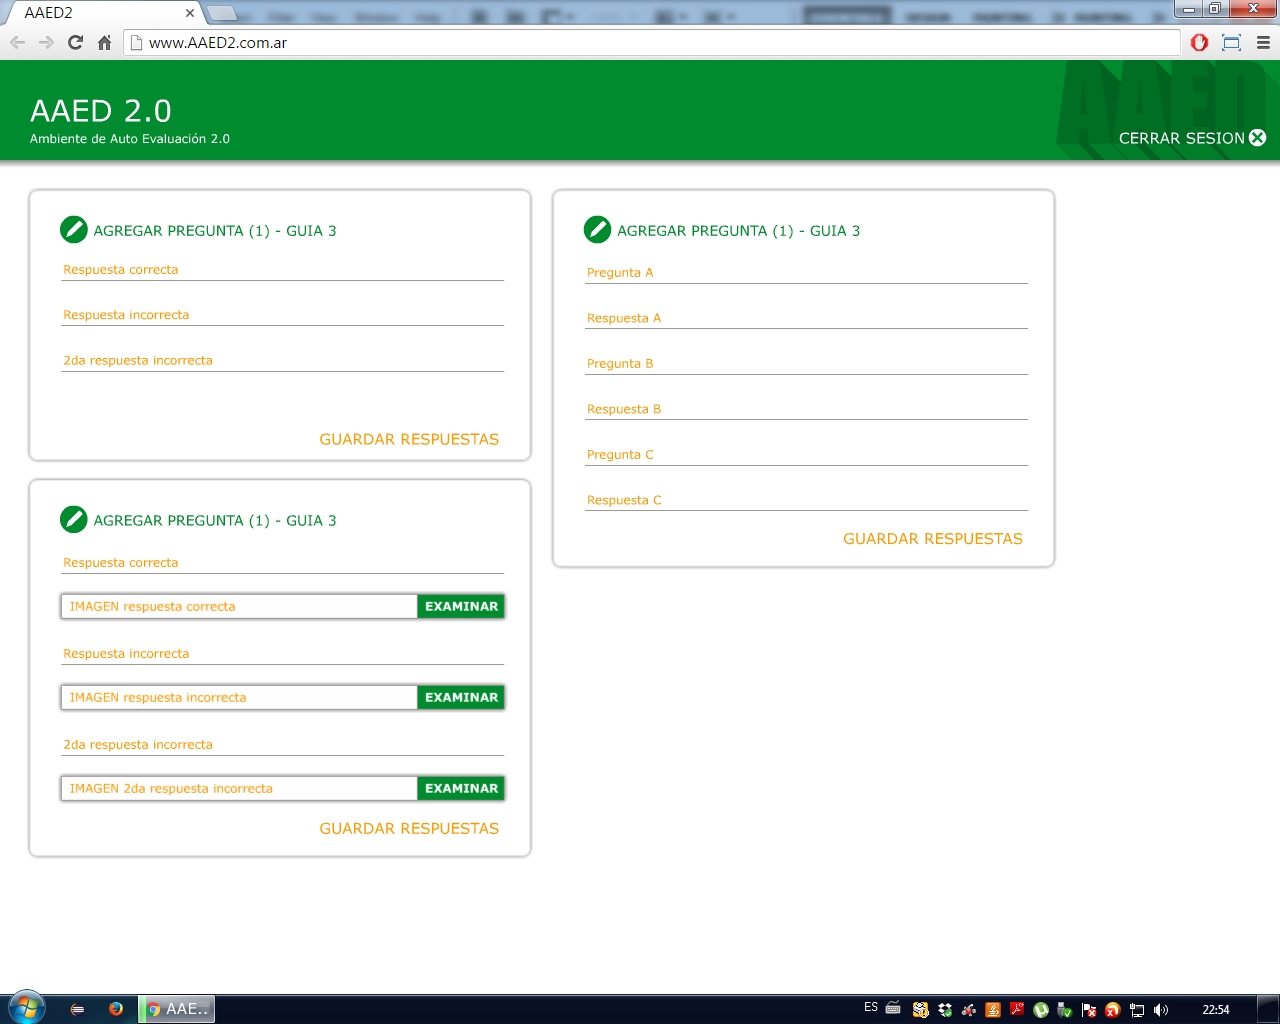 AAED2
www.AAED2.com.ar
AAED 2.0
Ambiente de Auto Evaluación 2.0
AAED
CERRAR SESION
AGREGAR PREGUNTA (1) - GUIA 3
Respuesta correcta
Respuesta incorrecta
2da respuesta incorrecta
GUARDAR RESPUESTAS
AGREGAR PREGUNTA (1) - GUIA 3
Respuesta correcta
IMAGEN respuesta correcta EXAMINAR
Respuesta incorrecta
IMAGEN respuesta incorrecta EXAMINAR
2da respuesta incorrecta
IMAGEN 2da respuesta incorrecta EXAMINAR
GUARDAR RESPUESTAS
AGREGAR PREGUNTA (1) - GUIA 3
Pregunta A
Respuesta A
Pregunta B
Respuesta B
Pregunta C
Respuesta C
GUARDAR RESPUESTAS
AAE..
ES
22:54